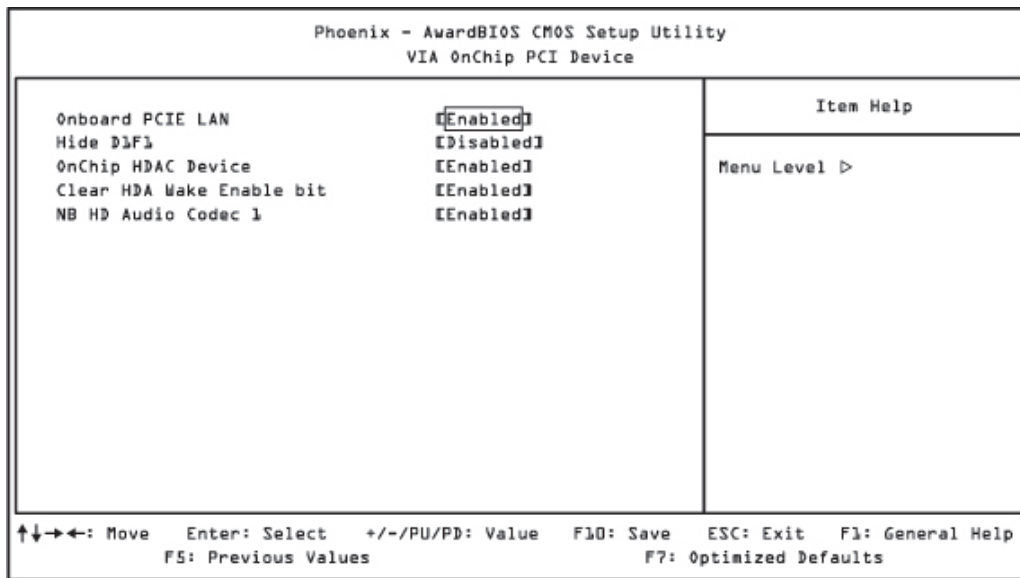 Phoenix - AwardBIOS CMOS Setup Utility
VIA OnChip PCI Device
Onboard PCIE LAN [Enabled]
Hide D1F1 [Disabled]
OnChip HDAC Device [Enabled]
Clear HDA Wake Enable bit [Enabled]
NB HD Audio Codec 1 [Enabled]
Item Help
Menu Level ▷
↑↓→←: Move Enter: Select +/-/PU/PD: Value F10: Save ESC: Exit F1: General Help
F5: Previous Values F7: Optimized Defaults